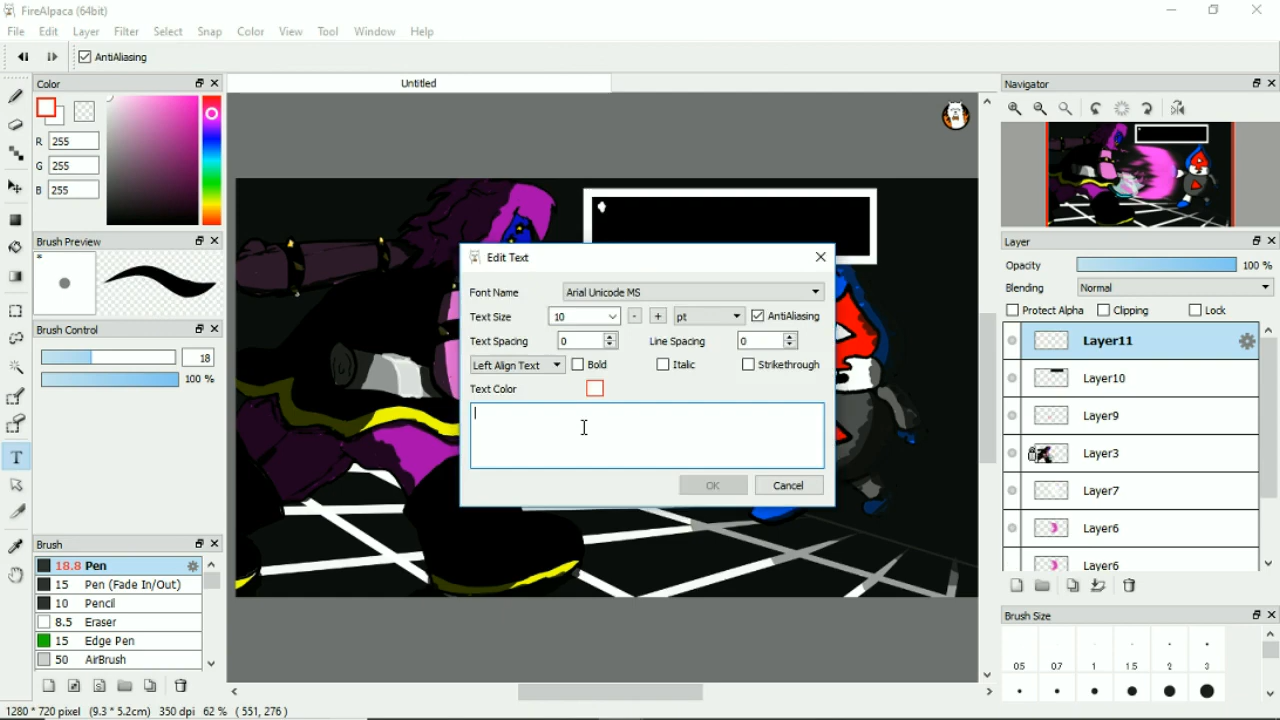 FireAlpaca (64bit)
File Edit Layer Filter Select Snap Color View Tool Window Help
AntiAliasing
Color
Untitled
Navigator
R 255
G 255
B 255
Brush Preview
*
Layer
Opacity 100 %
Blending Normal
Protect Alpha Clipping Lock
Edit Text
Font Name Arial Unicode MS
Text Size 10 - + pt AntiAliasing
Text Spacing 0 Line Spacing 0
Left Align Text Bold Italic Strikethrough
Text Color
OK Cancel
Brush Control
18
100 %
Layer11
Layer10
Layer9
Layer3
Layer7
Layer6
Layer6
T
Brush
18.8 Pen
15 Pen (Fade In/Out)
10 Pencil
8.5 Eraser
15 Edge Pen
50 AirBrush
Brush Size
0.5 0.7 1 1.5 2 3
1280 * 720 pixel (9.3 * 5.2cm) 350 dpi 62 % ( 551, 276 )